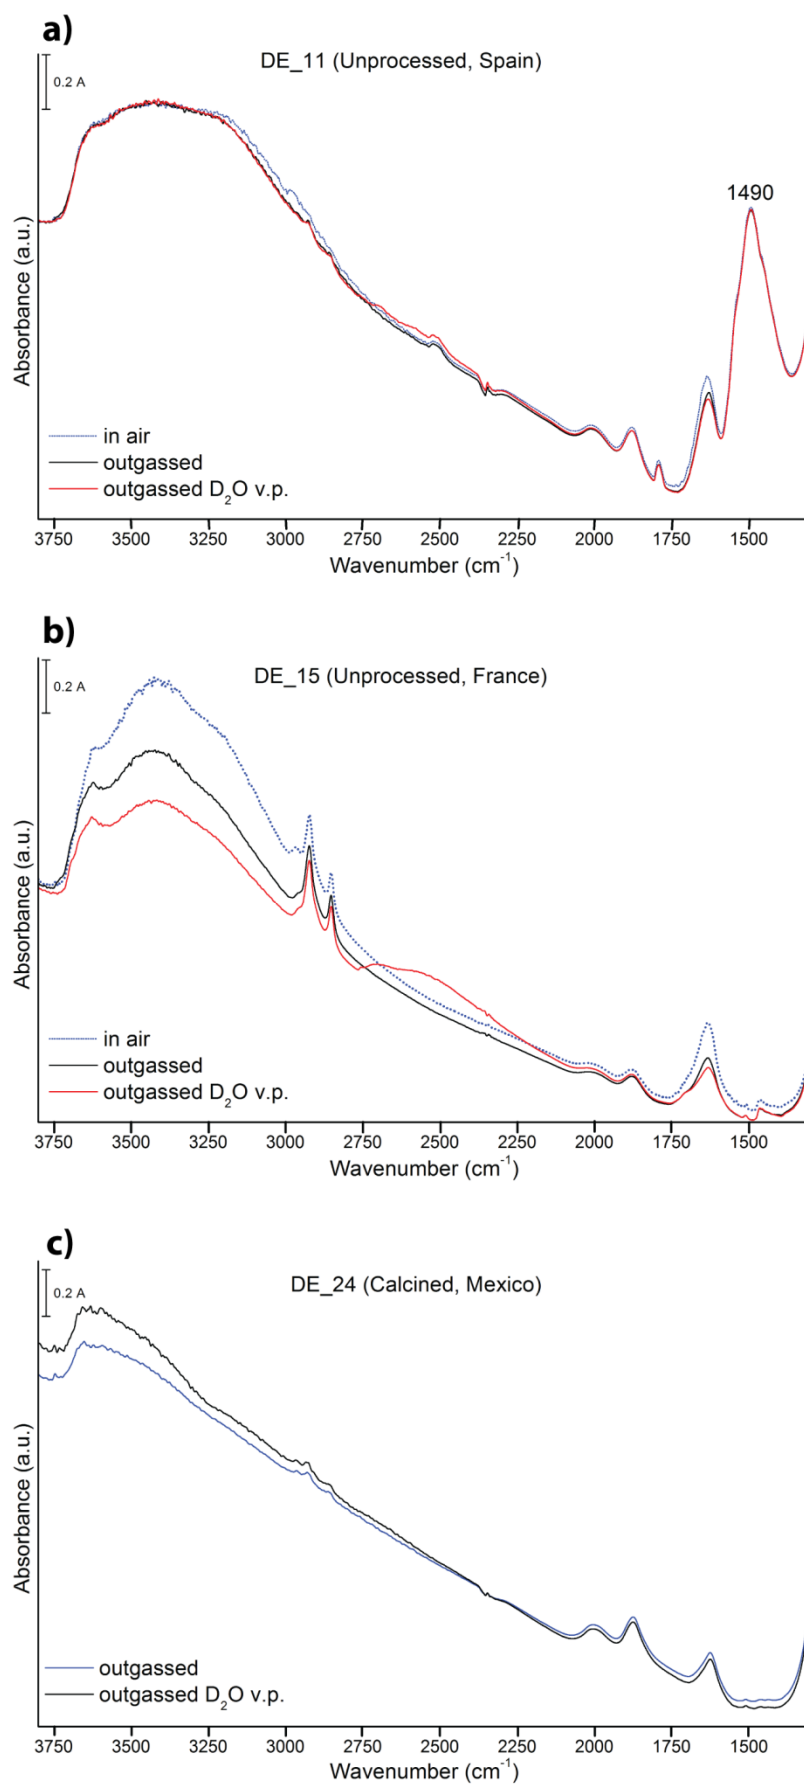 a)
DE_11 (Unprocessed, Spain)
0.2 A
1490
Absorbance (a.u.)
in air
outgassed
outgassed D₂O v.p.
3750 3500 3250 3000 2750 2500 2250 2000 1750 1500
Wavenumber (cm⁻¹)
b)
DE_15 (Unprocessed, France)
0.2 A
Absorbance (a.u.)
in air
outgassed
outgassed D₂O v.p.
3750 3500 3250 3000 2750 2500 2250 2000 1750 1500
Wavenumber (cm⁻¹)
c)
DE_24 (Calcined, Mexico)
0.2 A
Absorbance (a.u.)
outgassed
outgassed D₂O v.p.
3750 3500 3250 3000 2750 2500 2250 2000 1750 1500
Wavenumber (cm⁻¹)